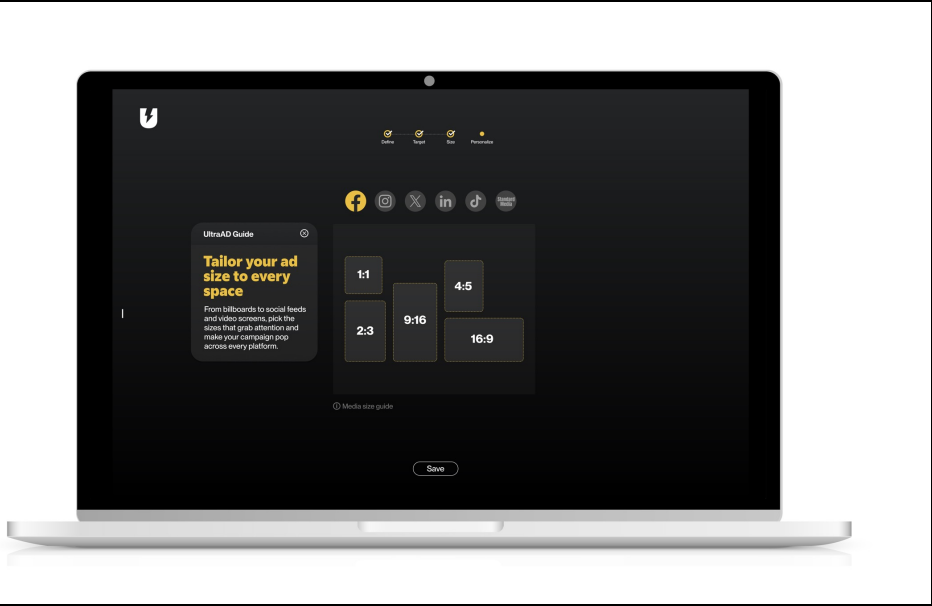 Define
Target
Size
Personalize
Standard
Media
UltraAD Guide
Tailor your ad
size to every
space
From billboards to social feeds
and video screens, pick the
sizes that grab attention and
make your campaign pop
across every platform.
1:1
2:3
9:16
4:5
16:9
Media size guide
Save